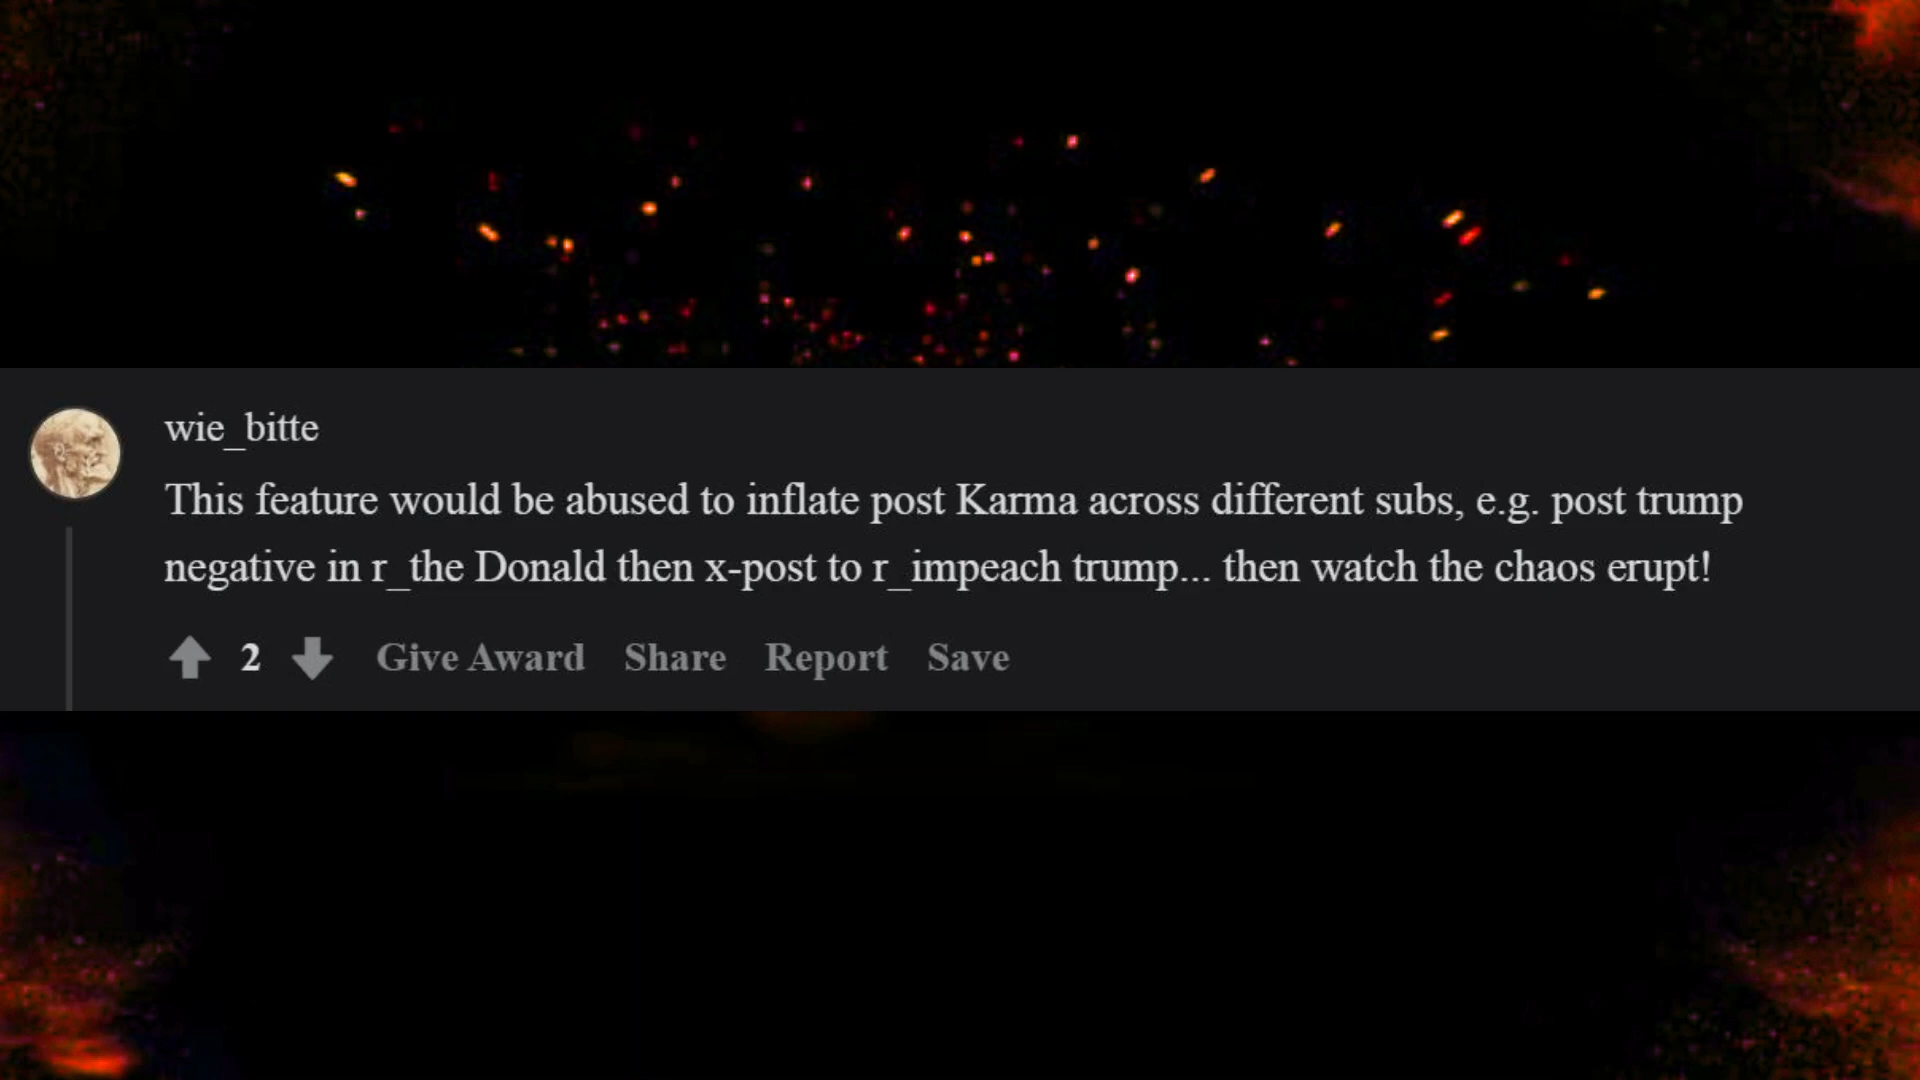 wie_bitte
This feature would be abused to inflate post Karma across different subs, e.g. post trump
negative in r_the Donald then x-post to r_impeach trump... then watch the chaos erupt!
2 Give Award Share Report Save